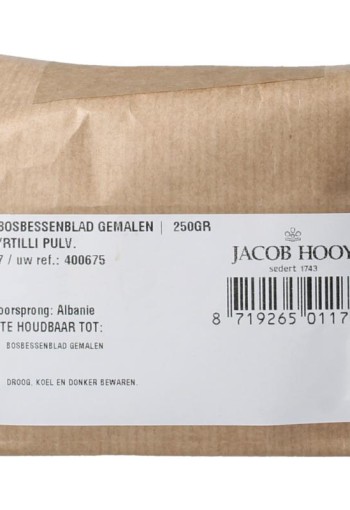 BOSBESSENBLAD GEMALEN | 250GR
YRTILLI PULV.
7 / uw ref.: 400675
JACOB HOOY
sedert 1743
oorsprong: Albanie
TE HOUDBAAR TOT:
BOSBESSENBLAD GEMALEN
DROOG, KOEL EN DONKER BEWAREN.
8 719265 0117